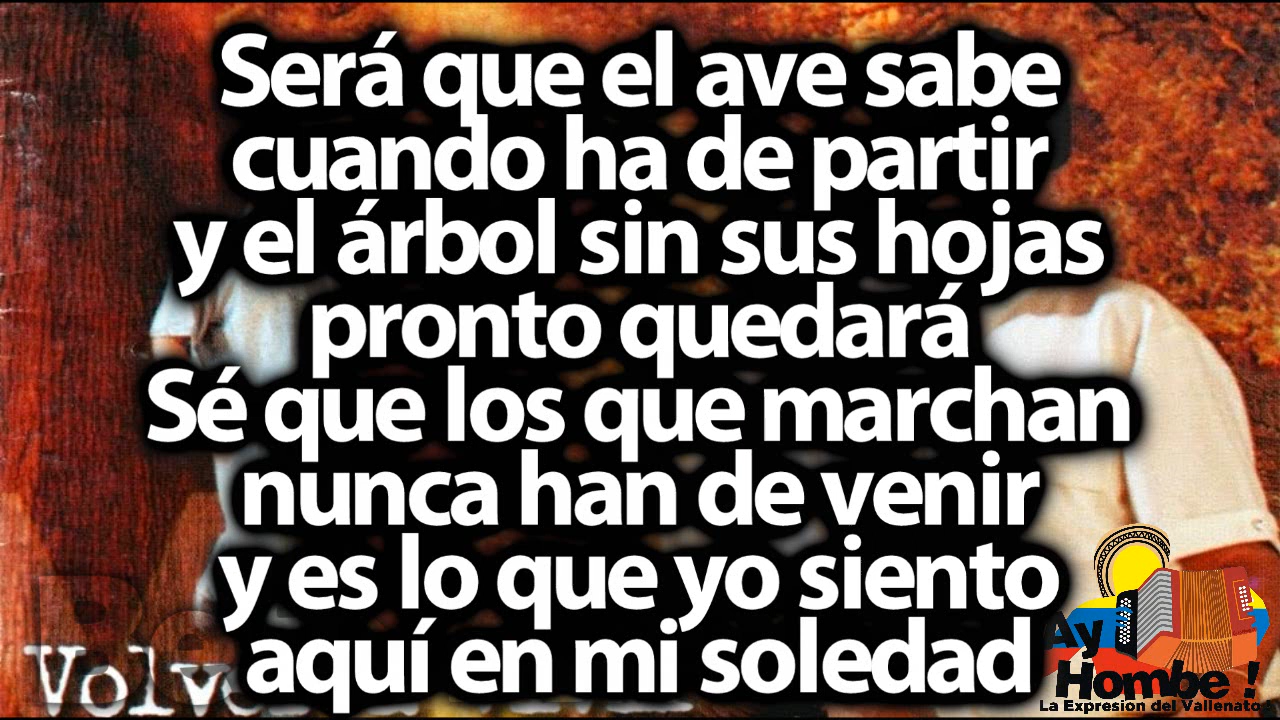 Será que el ave sabe
cuando ha de partir
y el árbol sin sus hojas
pronto quedará
Sé que los que marchan
nunca han de venir
y es lo que yo siento
aquí en mi soledad
Ay
Hombe !
La Expresion del Vallenato